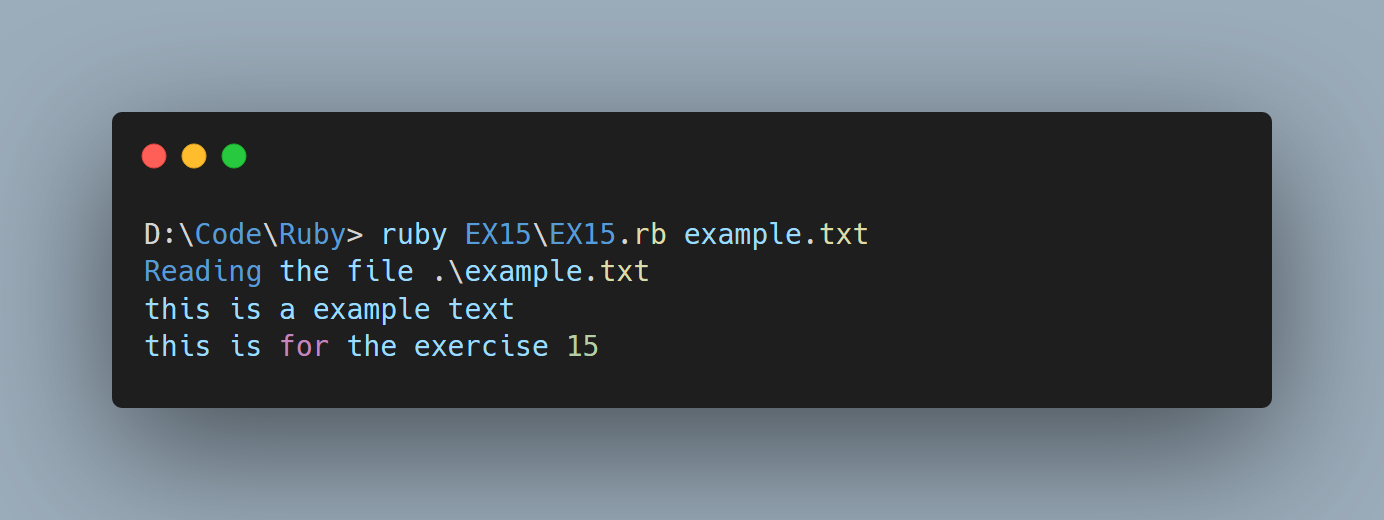 D:\Code\Ruby> ruby EX15\EX15.rb example.txt
Reading the file .\example.txt
this is a example text
this is for the exercise 15